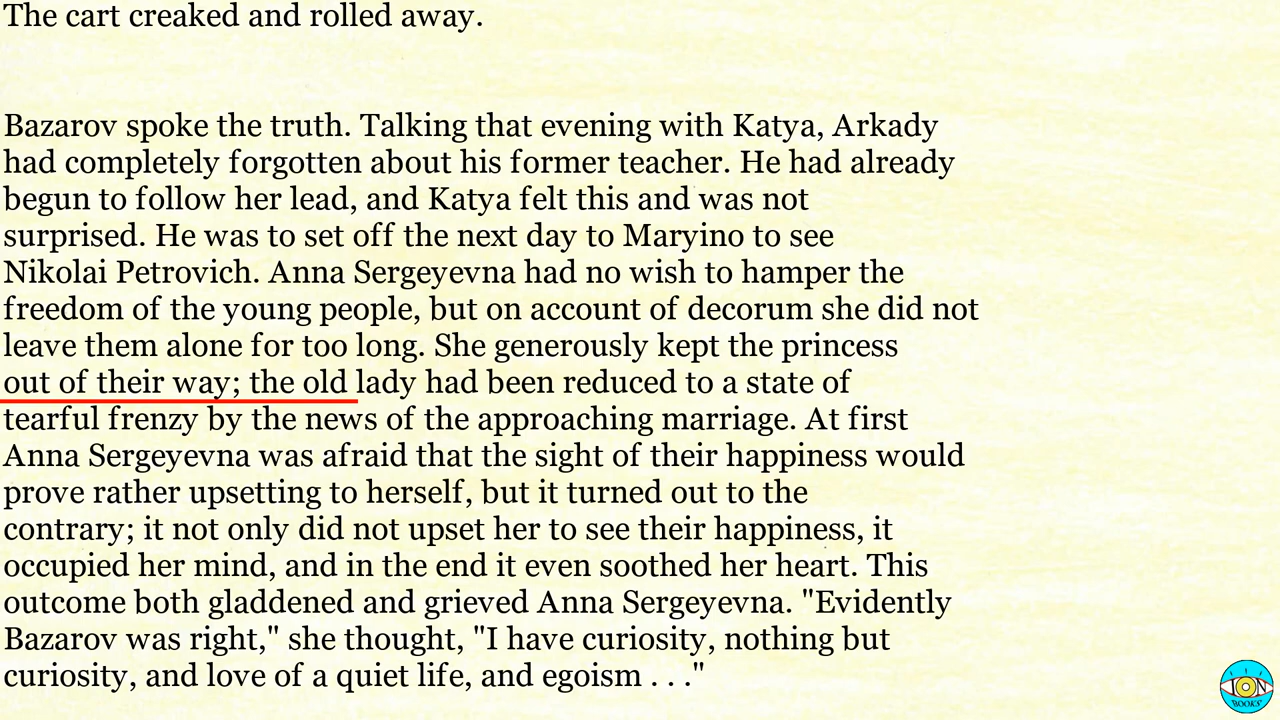 The cart creaked and rolled away.
Bazarov spoke the truth. Talking that evening with Katya, Arkady
had completely forgotten about his former teacher. He had already
begun to follow her lead, and Katya felt this and was not
surprised. He was to set off the next day to Maryino to see
Nikolai Petrovich. Anna Sergeyevna had no wish to hamper the
freedom of the young people, but on account of decorum she did not
leave them alone for too long. She generously kept the princess
out of their way; the old lady had been reduced to a state of
tearful frenzy by the news of the approaching marriage. At first
Anna Sergeyevna was afraid that the sight of their happiness would
prove rather upsetting to herself, but it turned out to the
contrary; it not only did not upset her to see their happiness, it
occupied her mind, and in the end it even soothed her heart. This
outcome both gladdened and grieved Anna Sergeyevna. "Evidently
Bazarov was right," she thought, "I have curiosity, nothing but
curiosity, and love of a quiet life, and egoism . . ."
ION
BOOKS